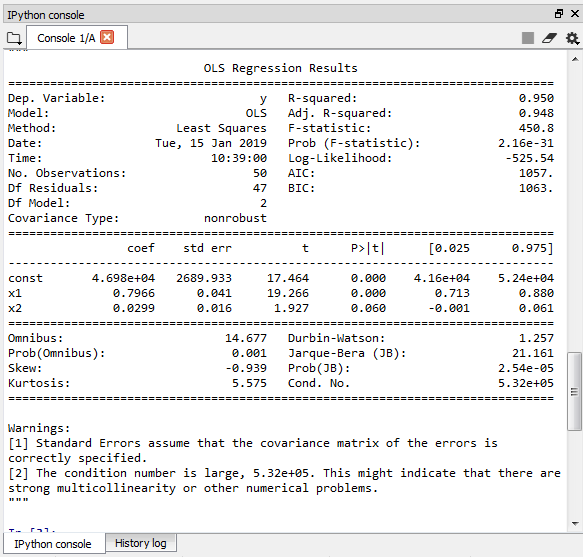 IPython console
Console 1/A
"""
OLS Regression Results
==============================================================================
Dep. Variable: y R-squared: 0.950
Model: OLS Adj. R-squared: 0.948
Method: Least Squares F-statistic: 450.8
Date: Tue, 15 Jan 2019 Prob (F-statistic): 2.16e-31
Time: 10:39:00 Log-Likelihood: -525.54
No. Observations: 50 AIC: 1057.
Df Residuals: 47 BIC: 1063.
Df Model: 2
Covariance Type: nonrobust
==============================================================================
coef std err t P>|t| [0.025 0.975]
------------------------------------------------------------------------------
const 4.698e+04 2689.933 17.464 0.000 4.16e+04 5.24e+04
x1 0.7966 0.041 19.266 0.000 0.713 0.880
x2 0.0299 0.016 1.927 0.060 -0.001 0.061
==============================================================================
Omnibus: 14.677 Durbin-Watson: 1.257
Prob(Omnibus): 0.001 Jarque-Bera (JB): 21.161
Skew: -0.939 Prob(JB): 2.54e-05
Kurtosis: 5.575 Cond. No. 5.32e+05
==============================================================================
Warnings:
[1] Standard Errors assume that the covariance matrix of the errors is
correctly specified.
[2] The condition number is large, 5.32e+05. This might indicate that there are
strong multicollinearity or other numerical problems.
"""
IPython console
History log